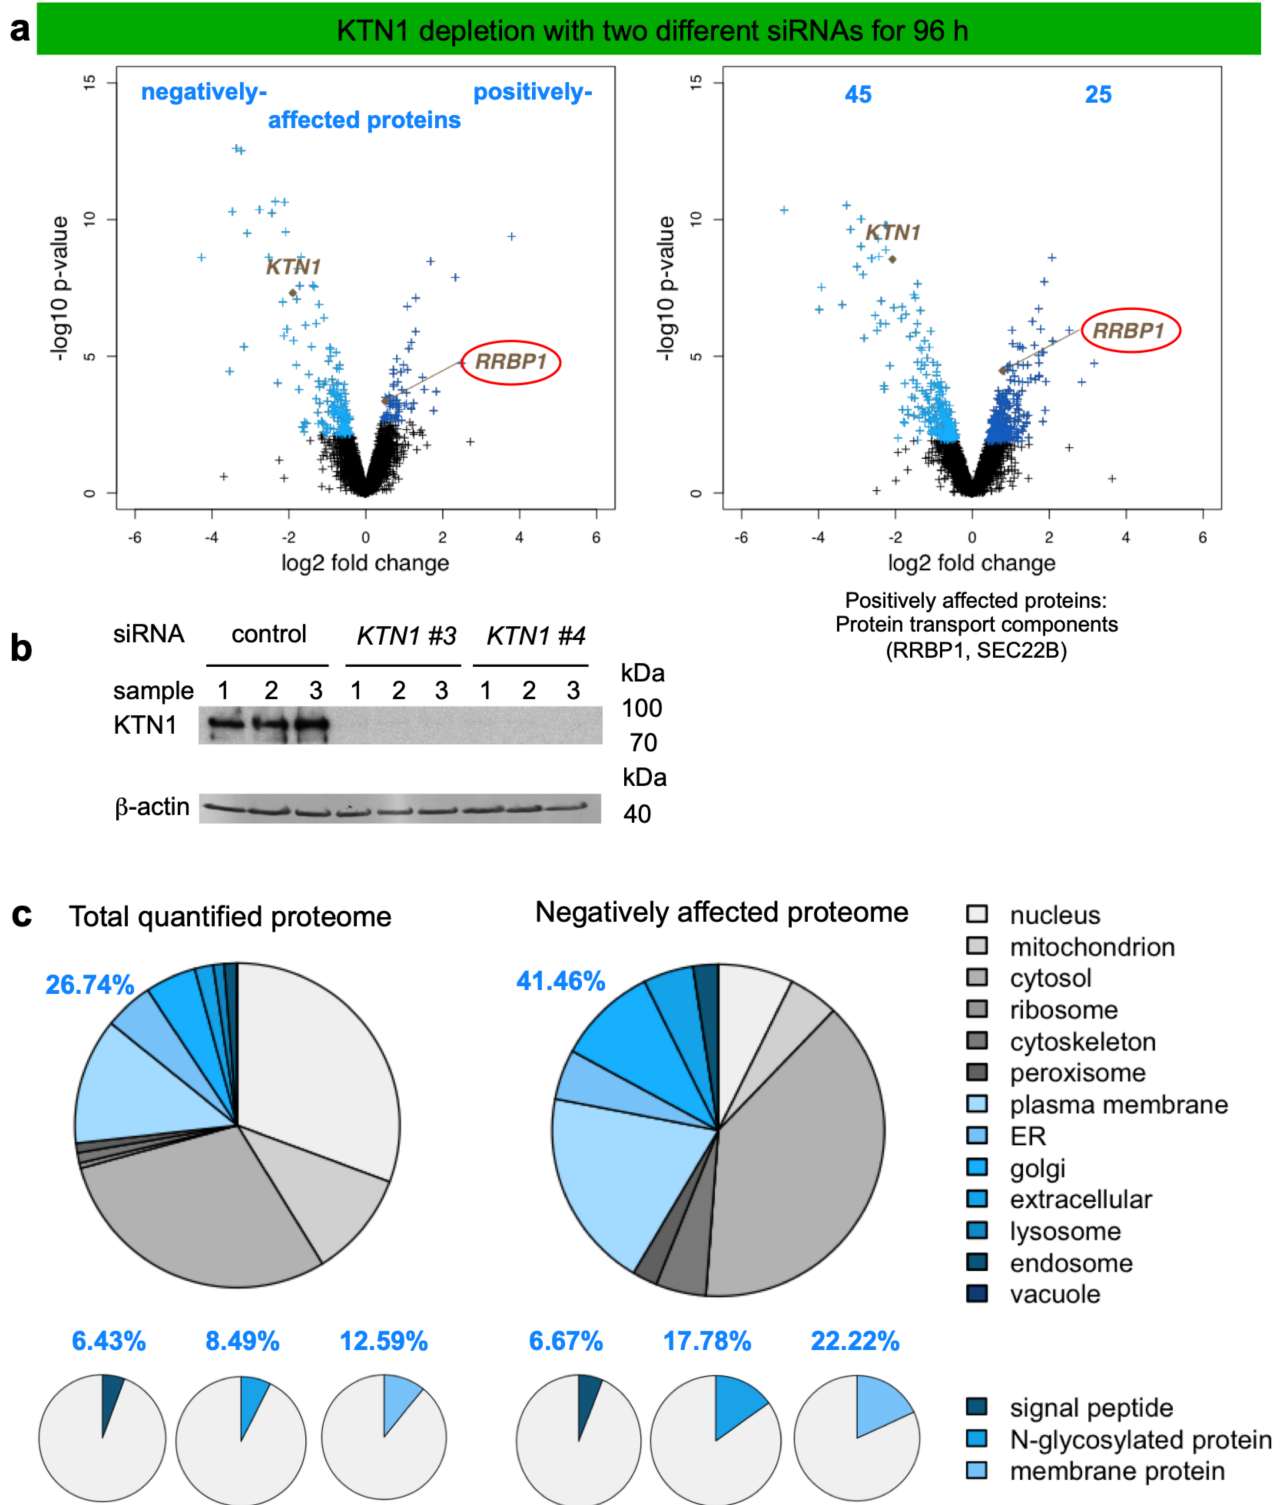 a
KTN1 depletion with two different siRNAs for 96 h
negatively-
positively-
affected proteins
15
10
5
0
-log10 p-value
KTN1
RRBP1
-6 -4 -2 0 2 4 6
log2 fold change
45
25
15
10
5
0
-log10 p-value
KTN1
RRBP1
-6 -4 -2 0 2 4 6
log2 fold change
Positively affected proteins:
Protein transport components
(RRBP1, SEC22B)
b
siRNA control KTN1 #3 KTN1 #4
kDa
sample 1 2 3 1 2 3 1 2 3
100
KTN1
70
kDa
β-actin
40
c
Total quantified proteome
Negatively affected proteome
26.74%
41.46%
nucleus
mitochondrion
cytosol
ribosome
cytoskeleton
peroxisome
plasma membrane
ER
golgi
extracellular
lysosome
endosome
vacuole
6.43% 8.49% 12.59%
6.67% 17.78% 22.22%
signal peptide
N-glycosylated protein
membrane protein